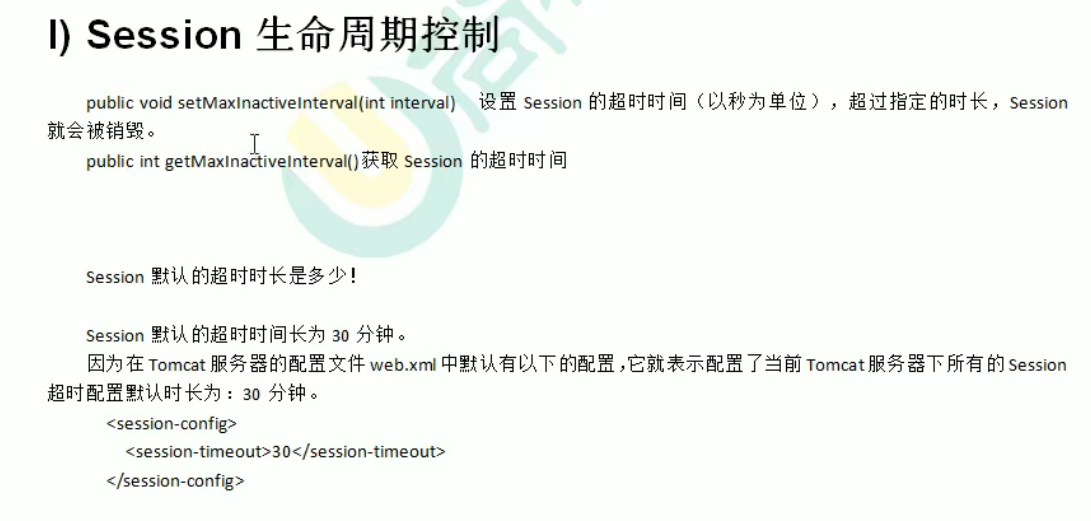 I) Session 生命周期控制
public void setMaxInactiveInterval(int interval) 设置 Session 的超时时间（以秒为单位），超过指定的时长，Session
就会被销毁。
public int getMaxInactiveInterval()获取 Session 的超时时间
Session 默认的超时时长是多少！
Session 默认的超时时间长为 30 分钟。
因为在 Tomcat 服务器的配置文件 web.xml 中默认有以下的配置，它就表示配置了当前 Tomcat 服务器下所有的 Session
超时配置默认时长为：30 分钟。
<session-config>
<session-timeout>30</session-timeout>
</session-config>